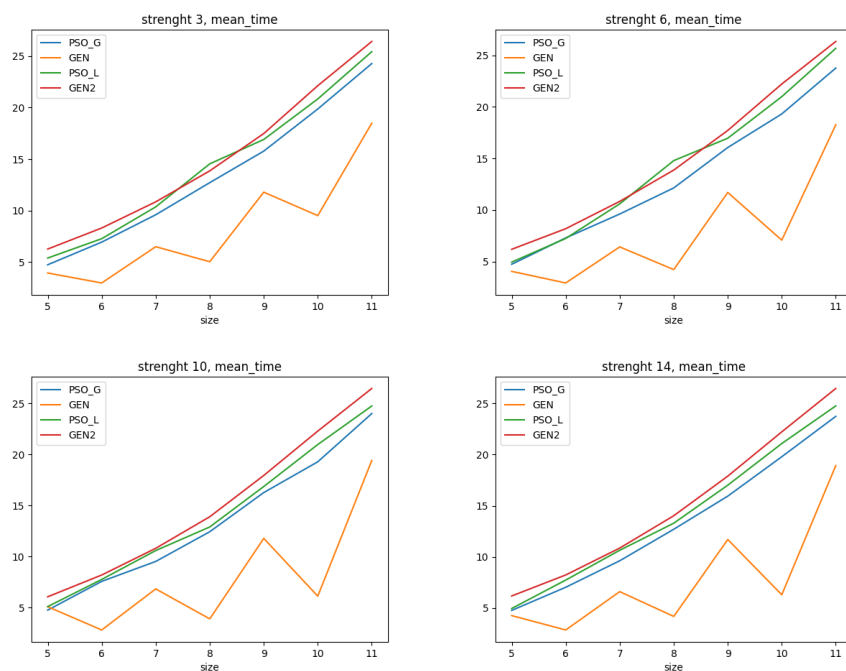 strenght 3, mean_time
PSO_G
GEN
PSO_L
GEN2
25
20
15
10
5
5 6 7 8 9 10 11
size
strenght 6, mean_time
PSO_G
GEN
PSO_L
GEN2
25
20
15
10
5
5 6 7 8 9 10 11
size
strenght 10, mean_time
PSO_G
GEN
PSO_L
GEN2
25
20
15
10
5
5 6 7 8 9 10 11
size
strenght 14, mean_time
PSO_G
GEN
PSO_L
GEN2
25
20
15
10
5
5 6 7 8 9 10 11
size